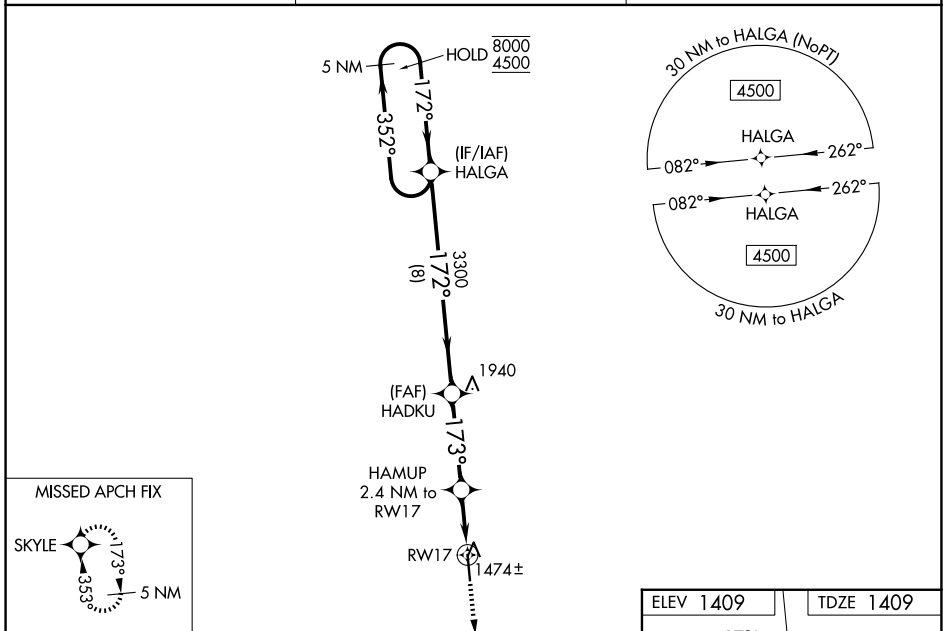 5 NM
HOLD 8000
4500
172°
352°
(IF/IAF)
HALGA
3300
172°
(8)
1940
(FAF)
HADKU
173°
HAMUP
2.4 NM to
RW17
RW17
1474±
30 NM to HALGA (NoPT)
4500
HALGA
082°
262°
082°
262°
HALGA
4500
30 NM to HALGA
MISSED APCH FIX
SKYLE
173°
353°
5 NM
ELEV 1409
TDZE 1409